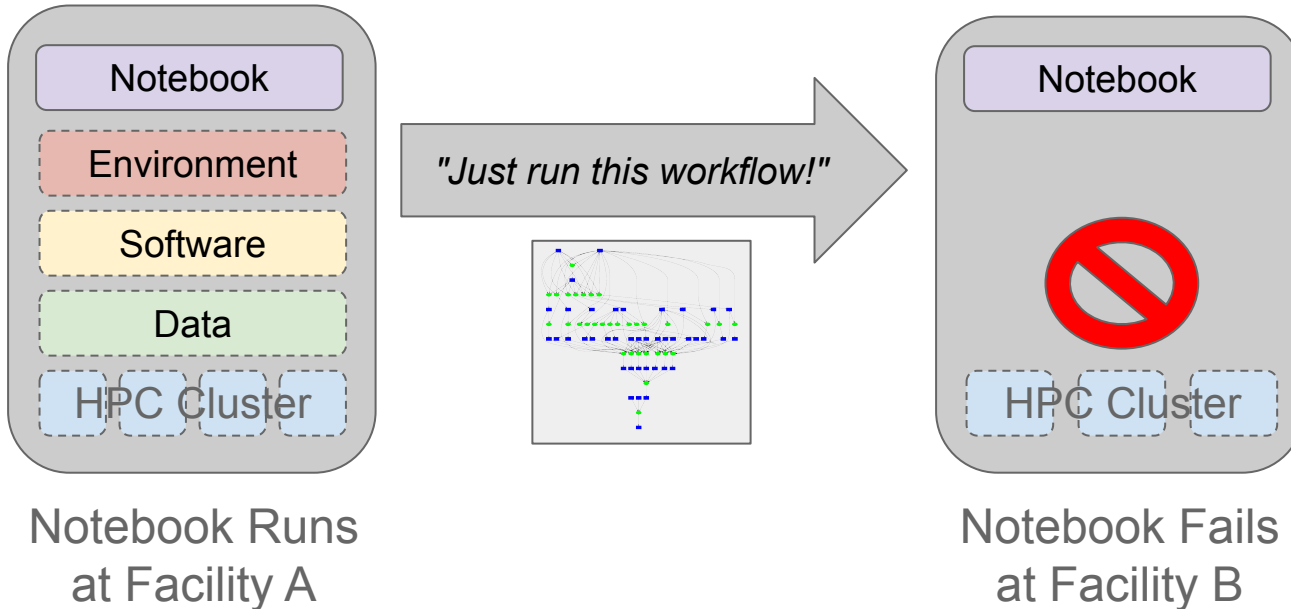 Notebook
Environment
Software
Data
HPC Cluster
Notebook Runs
at Facility A
"Just run this workflow!"
Notebook
HPC Cluster
Notebook Fails
at Facility B